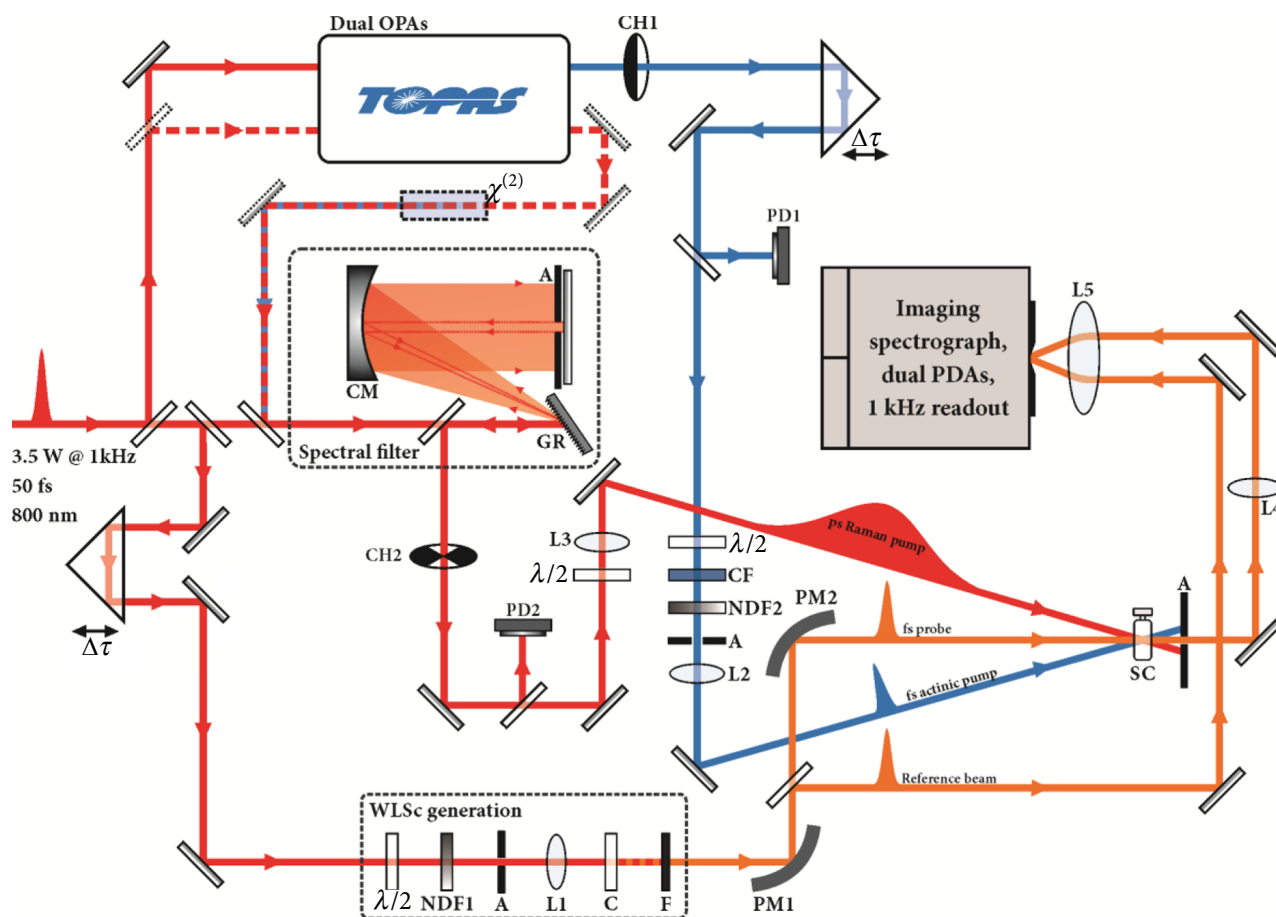 Dual OPAs
CH1
TOPAS
Δτ
χ(2)
PD1
A
L5
Imaging
spectrograph,
dual PDAs,
1 kHz readout
CM
GR
Spectral filter
3.5 W @ 1kHz
50 fs
800 nm
L4
ps Raman pump
CH2
L3
λ/2
λ/2
CF
PD2
NDF2
PM2
A
fs probe
A
Δτ
L2
SC
fs actinic pump
Reference beam
WLSc generation
λ/2
NDF1
A
L1
C
F
PM1